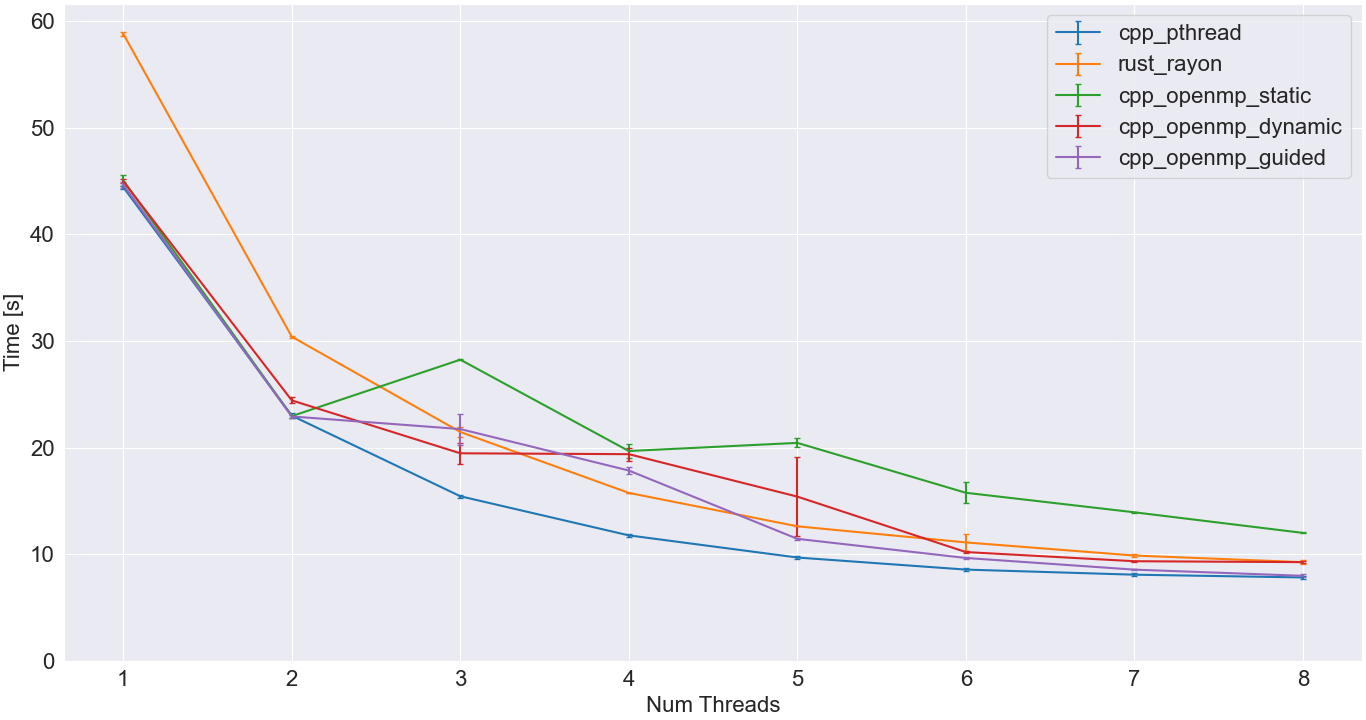 60
50
40
30
20
10
0
Time [s]
1 2 3 4 5 6 7 8
Num Threads
cpp_pthread
rust_rayon
cpp_openmp_static
cpp_openmp_dynamic
cpp_openmp_guided